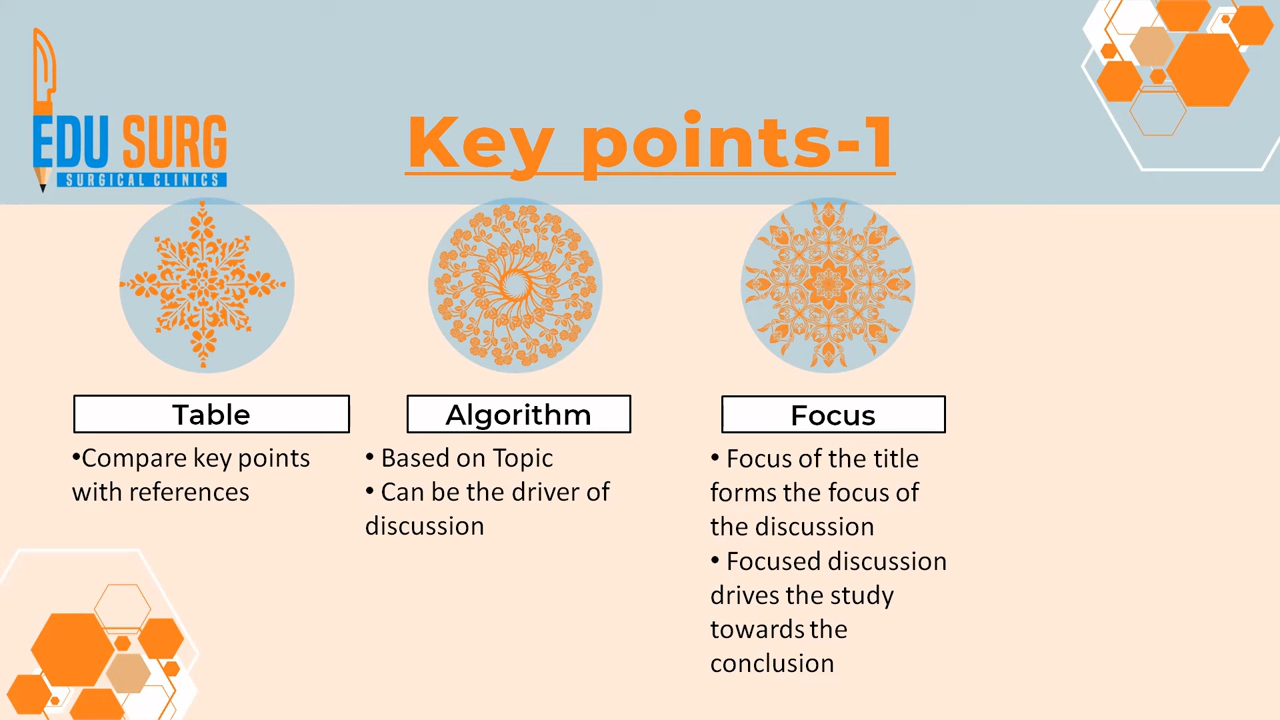 EDU SURG
SURGICAL CLINICS
Key points-1
Table
•Compare key points
with references
Algorithm
• Based on Topic
• Can be the driver of
discussion
Focus
• Focus of the title
forms the focus of
the discussion
• Focused discussion
drives the study
towards the
conclusion